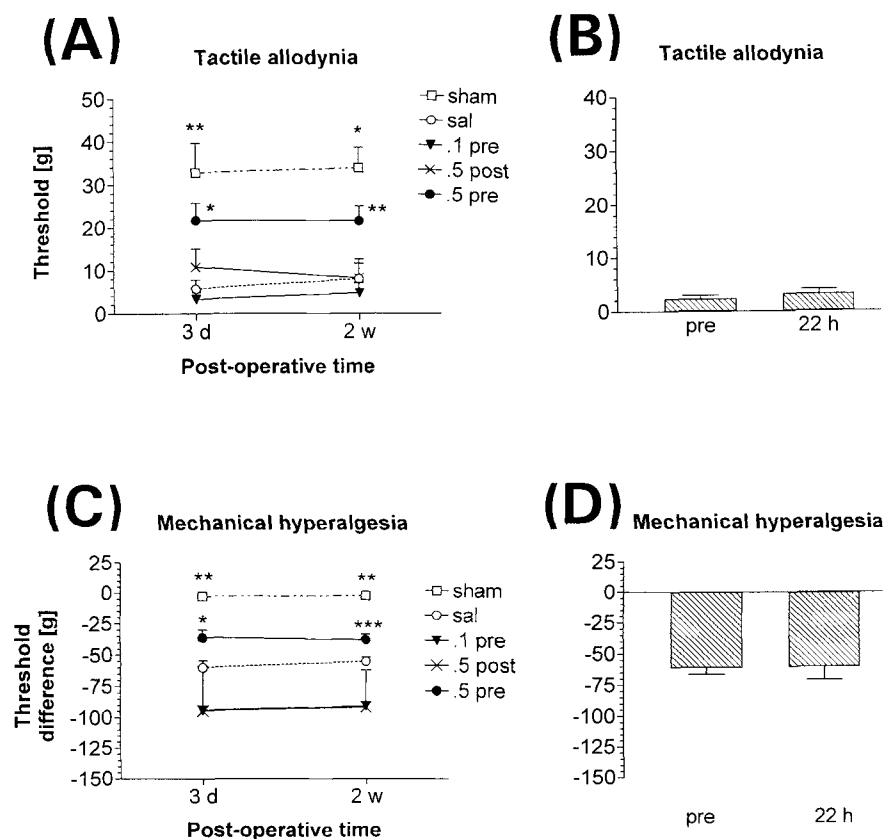 (A)
Tactile allodynia
Threshold [g]
50
40
30
20
10
0
**
*
*
**
3 d
2 w
Post-operative time
sham
sal
.1 pre
.5 post
.5 pre
(B)
Tactile allodynia
40
30
20
10
0
pre
22 h
(C)
Mechanical hyperalgesia
Threshold
difference [g]
25
0
-25
-50
-75
-100
-125
-150
**
**
*
***
3 d
2 w
Post-operative time
sham
sal
.1 pre
.5 post
.5 pre
(D)
Mechanical hyperalgesia
25
0
-25
-50
-75
-100
-125
-150
pre
22 h